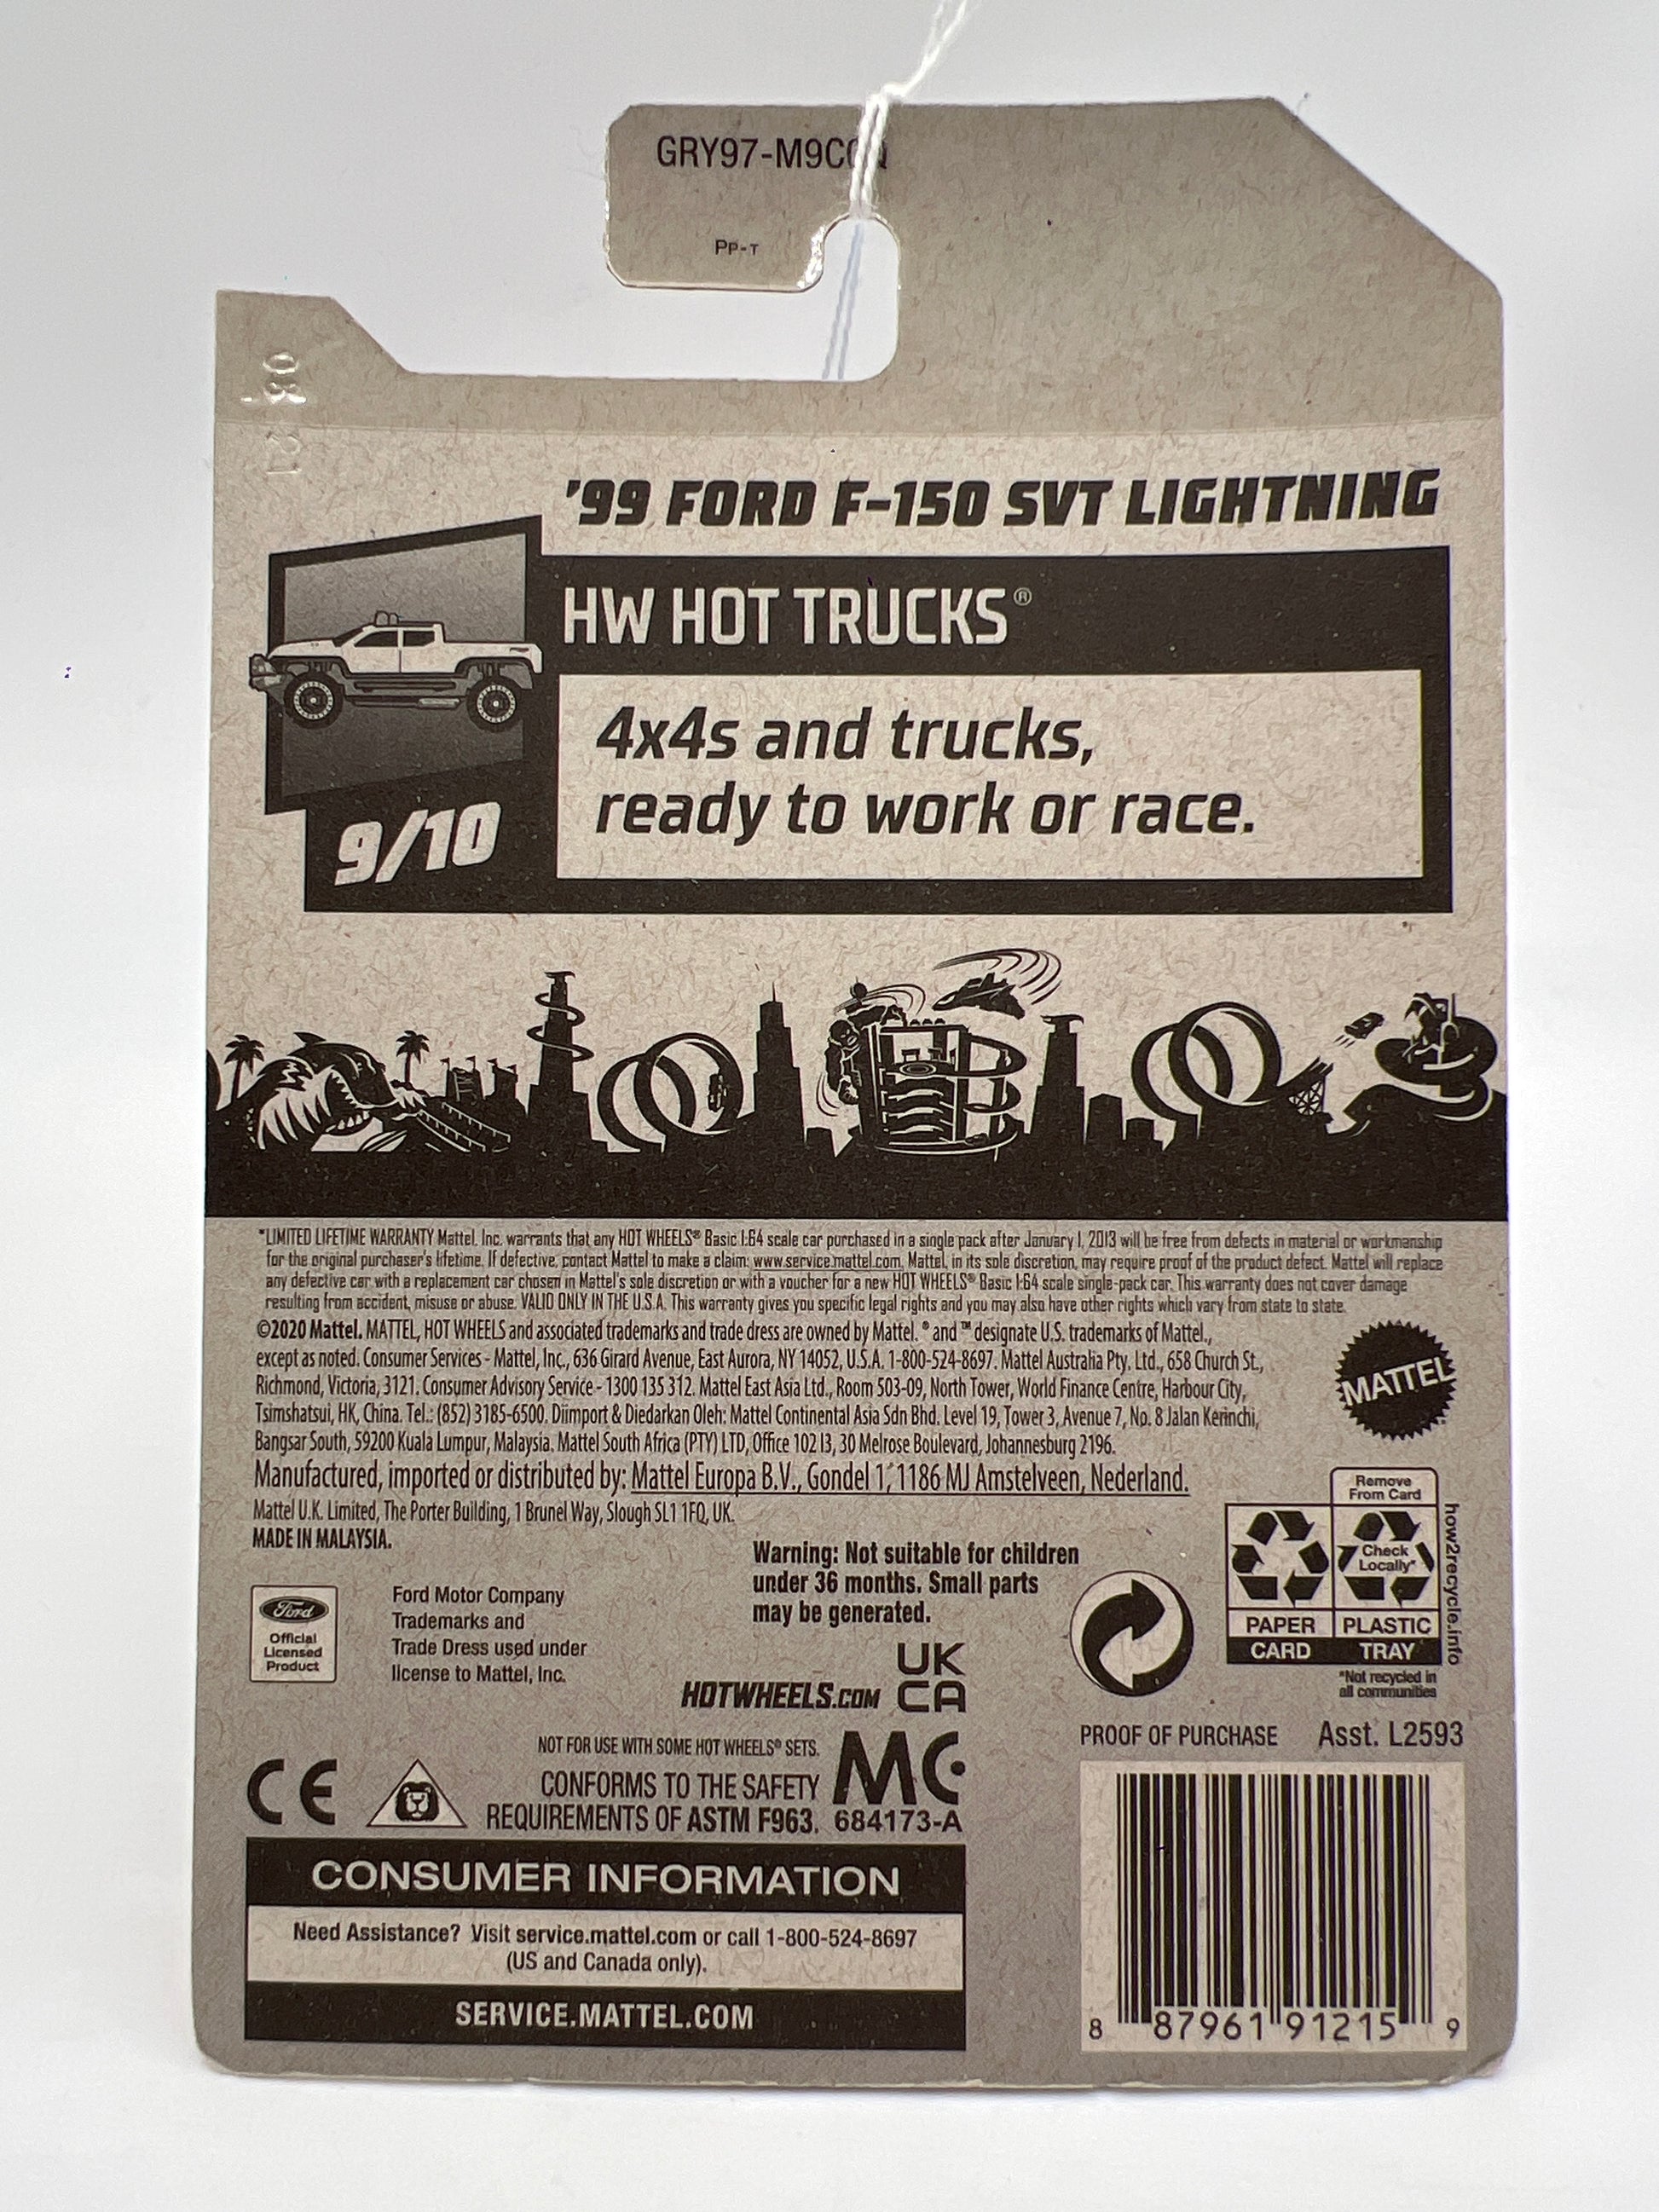 GRY97-M9C
PP-T
'99 FORD F-150 SVT LIGHTNING
HW HOT TRUCKS®
4x4s and trucks,
ready to work or race.
9/10
*LIMITED LIFETIME WARRANTY Mattel, Inc. warrants that any HOT WHEELS® Basic 1:64 scale car purchased in a single pack after January 1, 2013 will be free from defects in material or workmanship
for the original purchaser's lifetime. If defective, contact Mattel to make a claim: www.service.mattel.com. Mattel, in its sole discretion, may require proof of the product defect. Mattel will replace
any defective car with a replacement car chosen in Mattel's sole discretion or with a voucher for a new HOT WHEELS® Basic 1:64 scale single-pack car. This warranty does not cover damage
resulting from accident, misuse or abuse. VALID ONLY IN THE U.S.A. This warranty gives you specific legal rights and you may also have other rights which vary from state to state.
©2020 Mattel. MATTEL, HOT WHEELS and associated trademarks and trade dress are owned by Mattel. ® and ™ designate U.S. trademarks of Mattel.,
except as noted. Consumer Services - Mattel, Inc., 636 Girard Avenue, East Aurora, NY 14052, U.S.A. 1-800-524-8697. Mattel Australia Pty. Ltd., 658 Church St.,
Richmond, Victoria, 3121. Consumer Advisory Service - 1300 135 312. Mattel East Asia Ltd., Room 503-09, North Tower, World Finance Centre, Harbour City,
Tsimshatsui, HK, China. Tel.: (852) 3185-6500. Diimport & Diedarkan Oleh: Mattel Continental Asia Sdn Bhd. Level 19, Tower 3, Avenue 7, No. 8 Jalan Kerinchi,
Bangsar South, 59200 Kuala Lumpur, Malaysia. Mattel South Africa (PTY) LTD, Office 102 I3, 30 Melrose Boulevard, Johannesburg 2196.
Manufactured, imported or distributed by: Mattel Europa B.V., Gondel 1, 1186 MJ Amstelveen, Nederland.
Mattel U.K. Limited, The Porter Building, 1 Brunel Way, Slough SL1 1FQ, UK.
MADE IN MALAYSIA.
MATTEL
Remove
From Card
Check
Locally*
PAPER
CARD
PLASTIC
TRAY
*Not recycled in
all communities
how2recycle.info
Warning: Not suitable for children
under 36 months. Small parts
may be generated.
Ford
Official
Licensed
Product
Ford Motor Company
Trademarks and
Trade Dress used under
license to Mattel, Inc.
HOTWHEELS.COM
UK
CA
NOT FOR USE WITH SOME HOT WHEELS® SETS.
CONFORMS TO THE SAFETY
REQUIREMENTS OF ASTM F963.
MC
684173-A
CE
PROOF OF PURCHASE
Asst. L2593
CONSUMER INFORMATION
Need Assistance? Visit service.mattel.com or call 1-800-524-8697
(US and Canada only).
SERVICE.MATTEL.COM
8 87961 91215 9